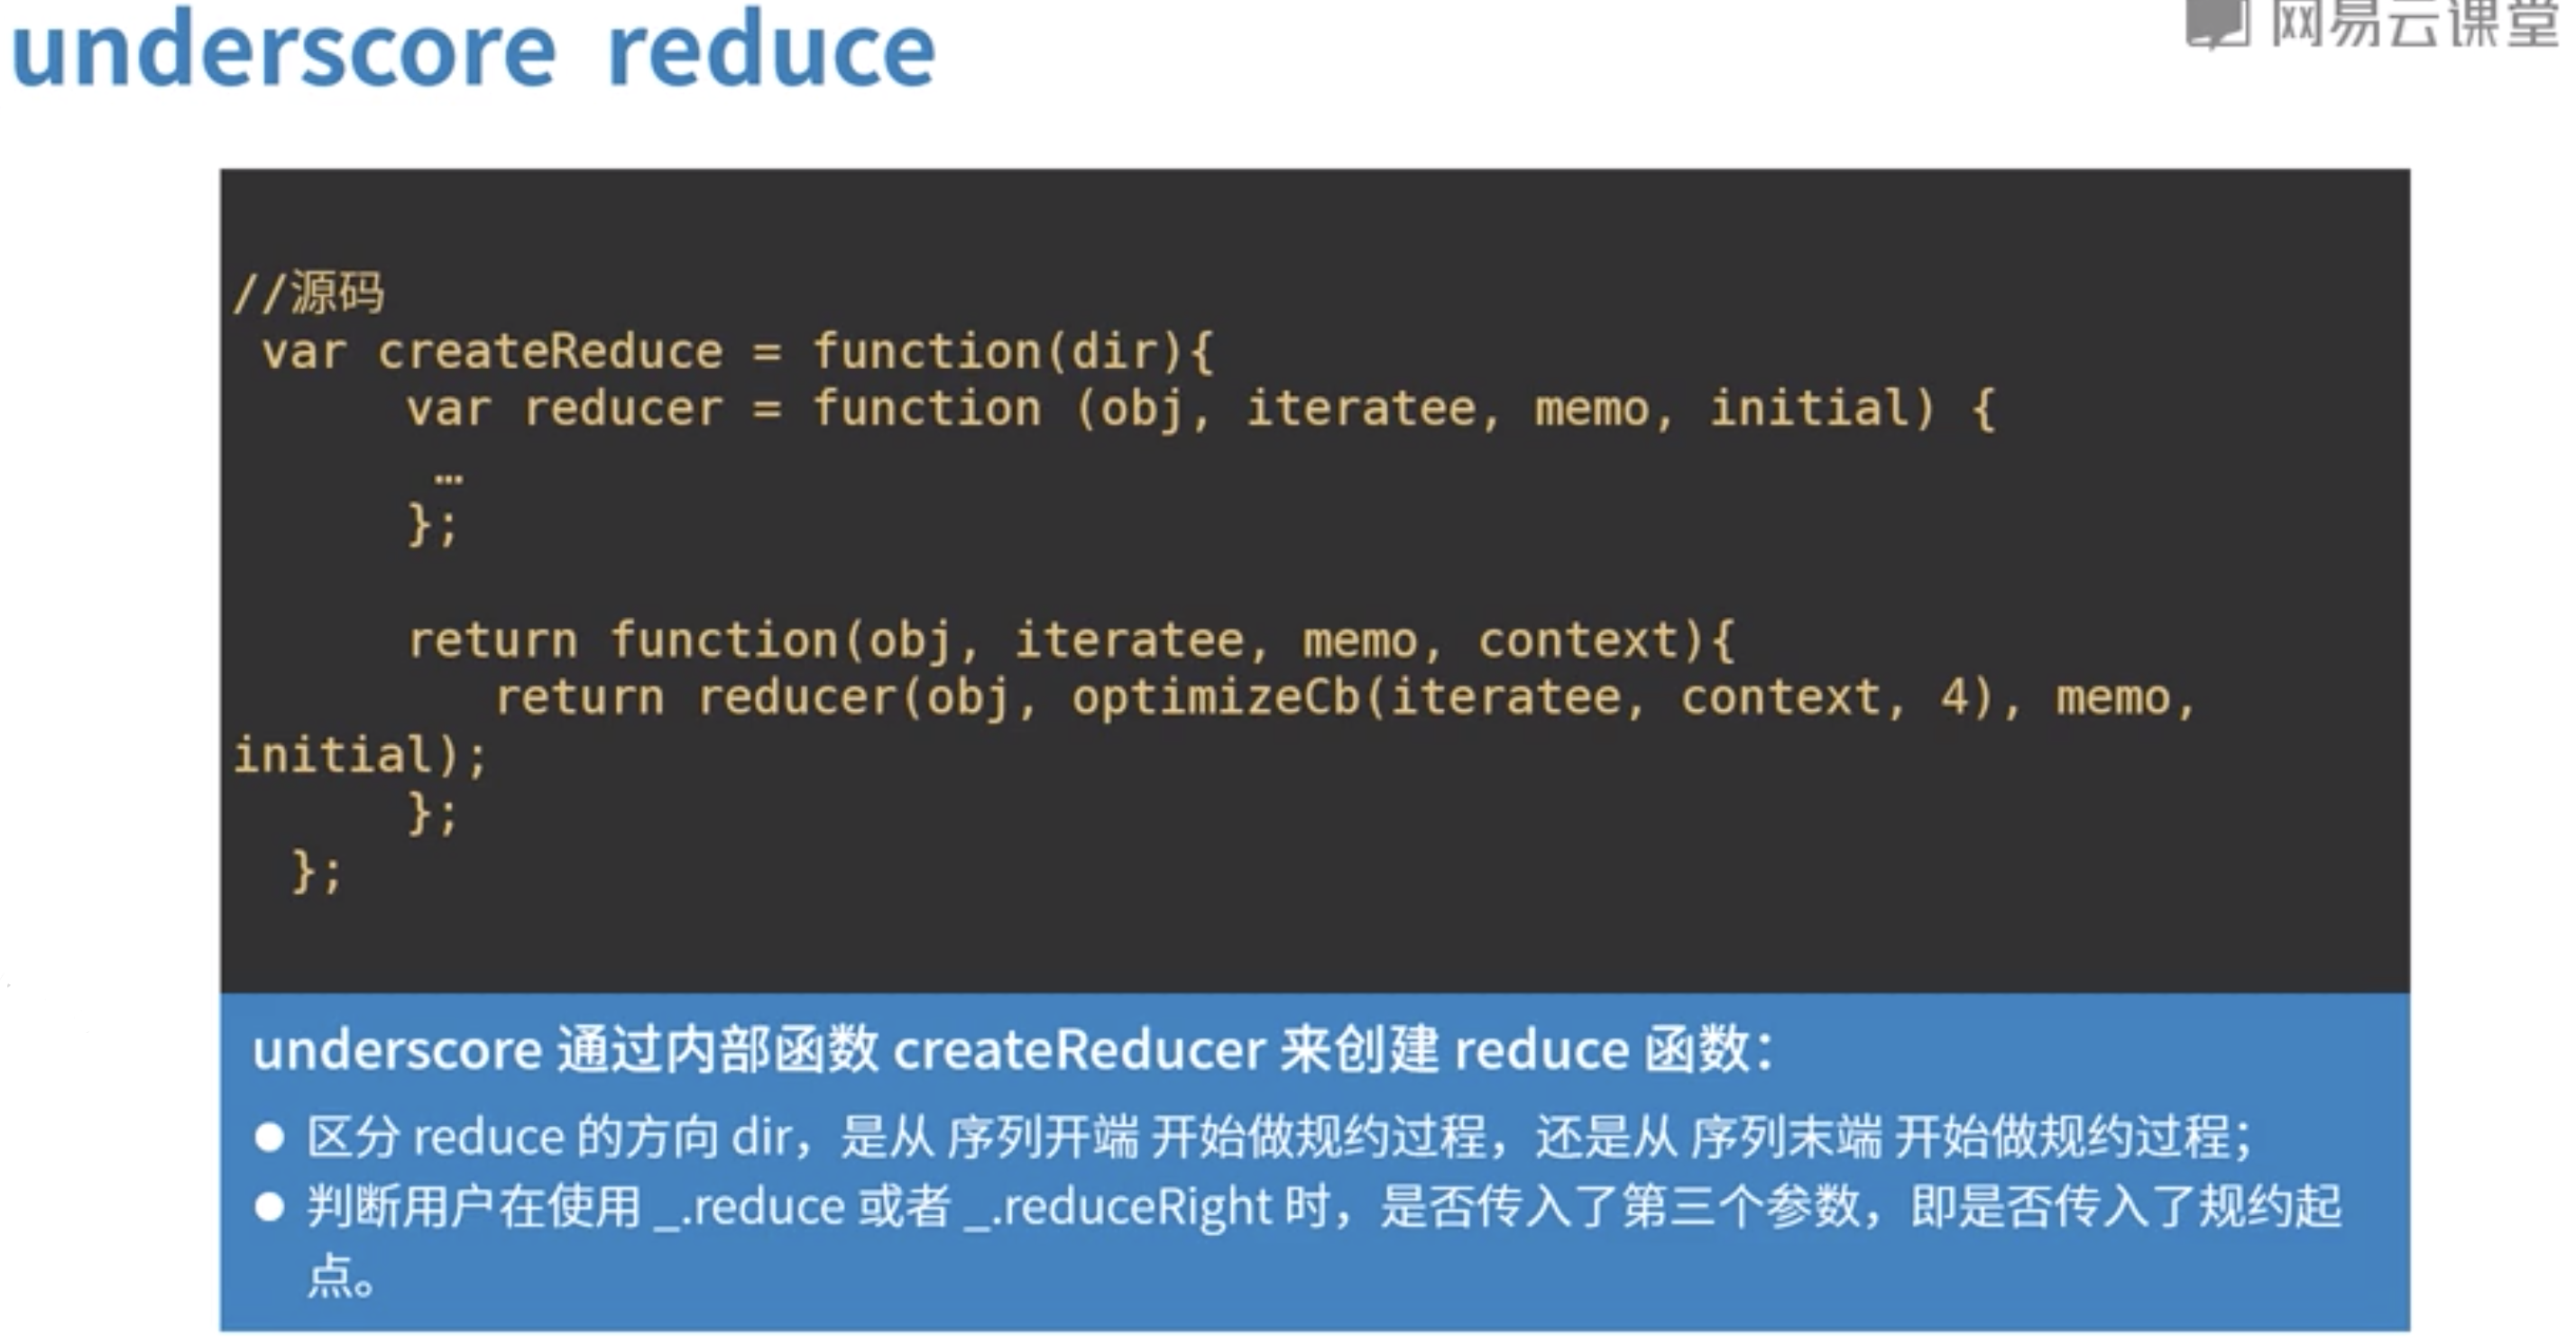 underscore reduce
网易云课堂
//源码
var createReduce = function(dir){
var reducer = function (obj, iteratee, memo, initial) {
…
};
return function(obj, iteratee, memo, context){
return reducer(obj, optimizeCb(iteratee, context, 4), memo,
initial);
};
};
underscore 通过内部函数 createReducer 来创建 reduce 函数：
● 区分 reduce 的方向 dir，是从 序列开端 开始做规约过程，还是从 序列末端 开始做规约过程；
● 判断用户在使用 _.reduce 或者 _.reduceRight 时，是否传入了第三个参数，即是否传入了规约起
点。